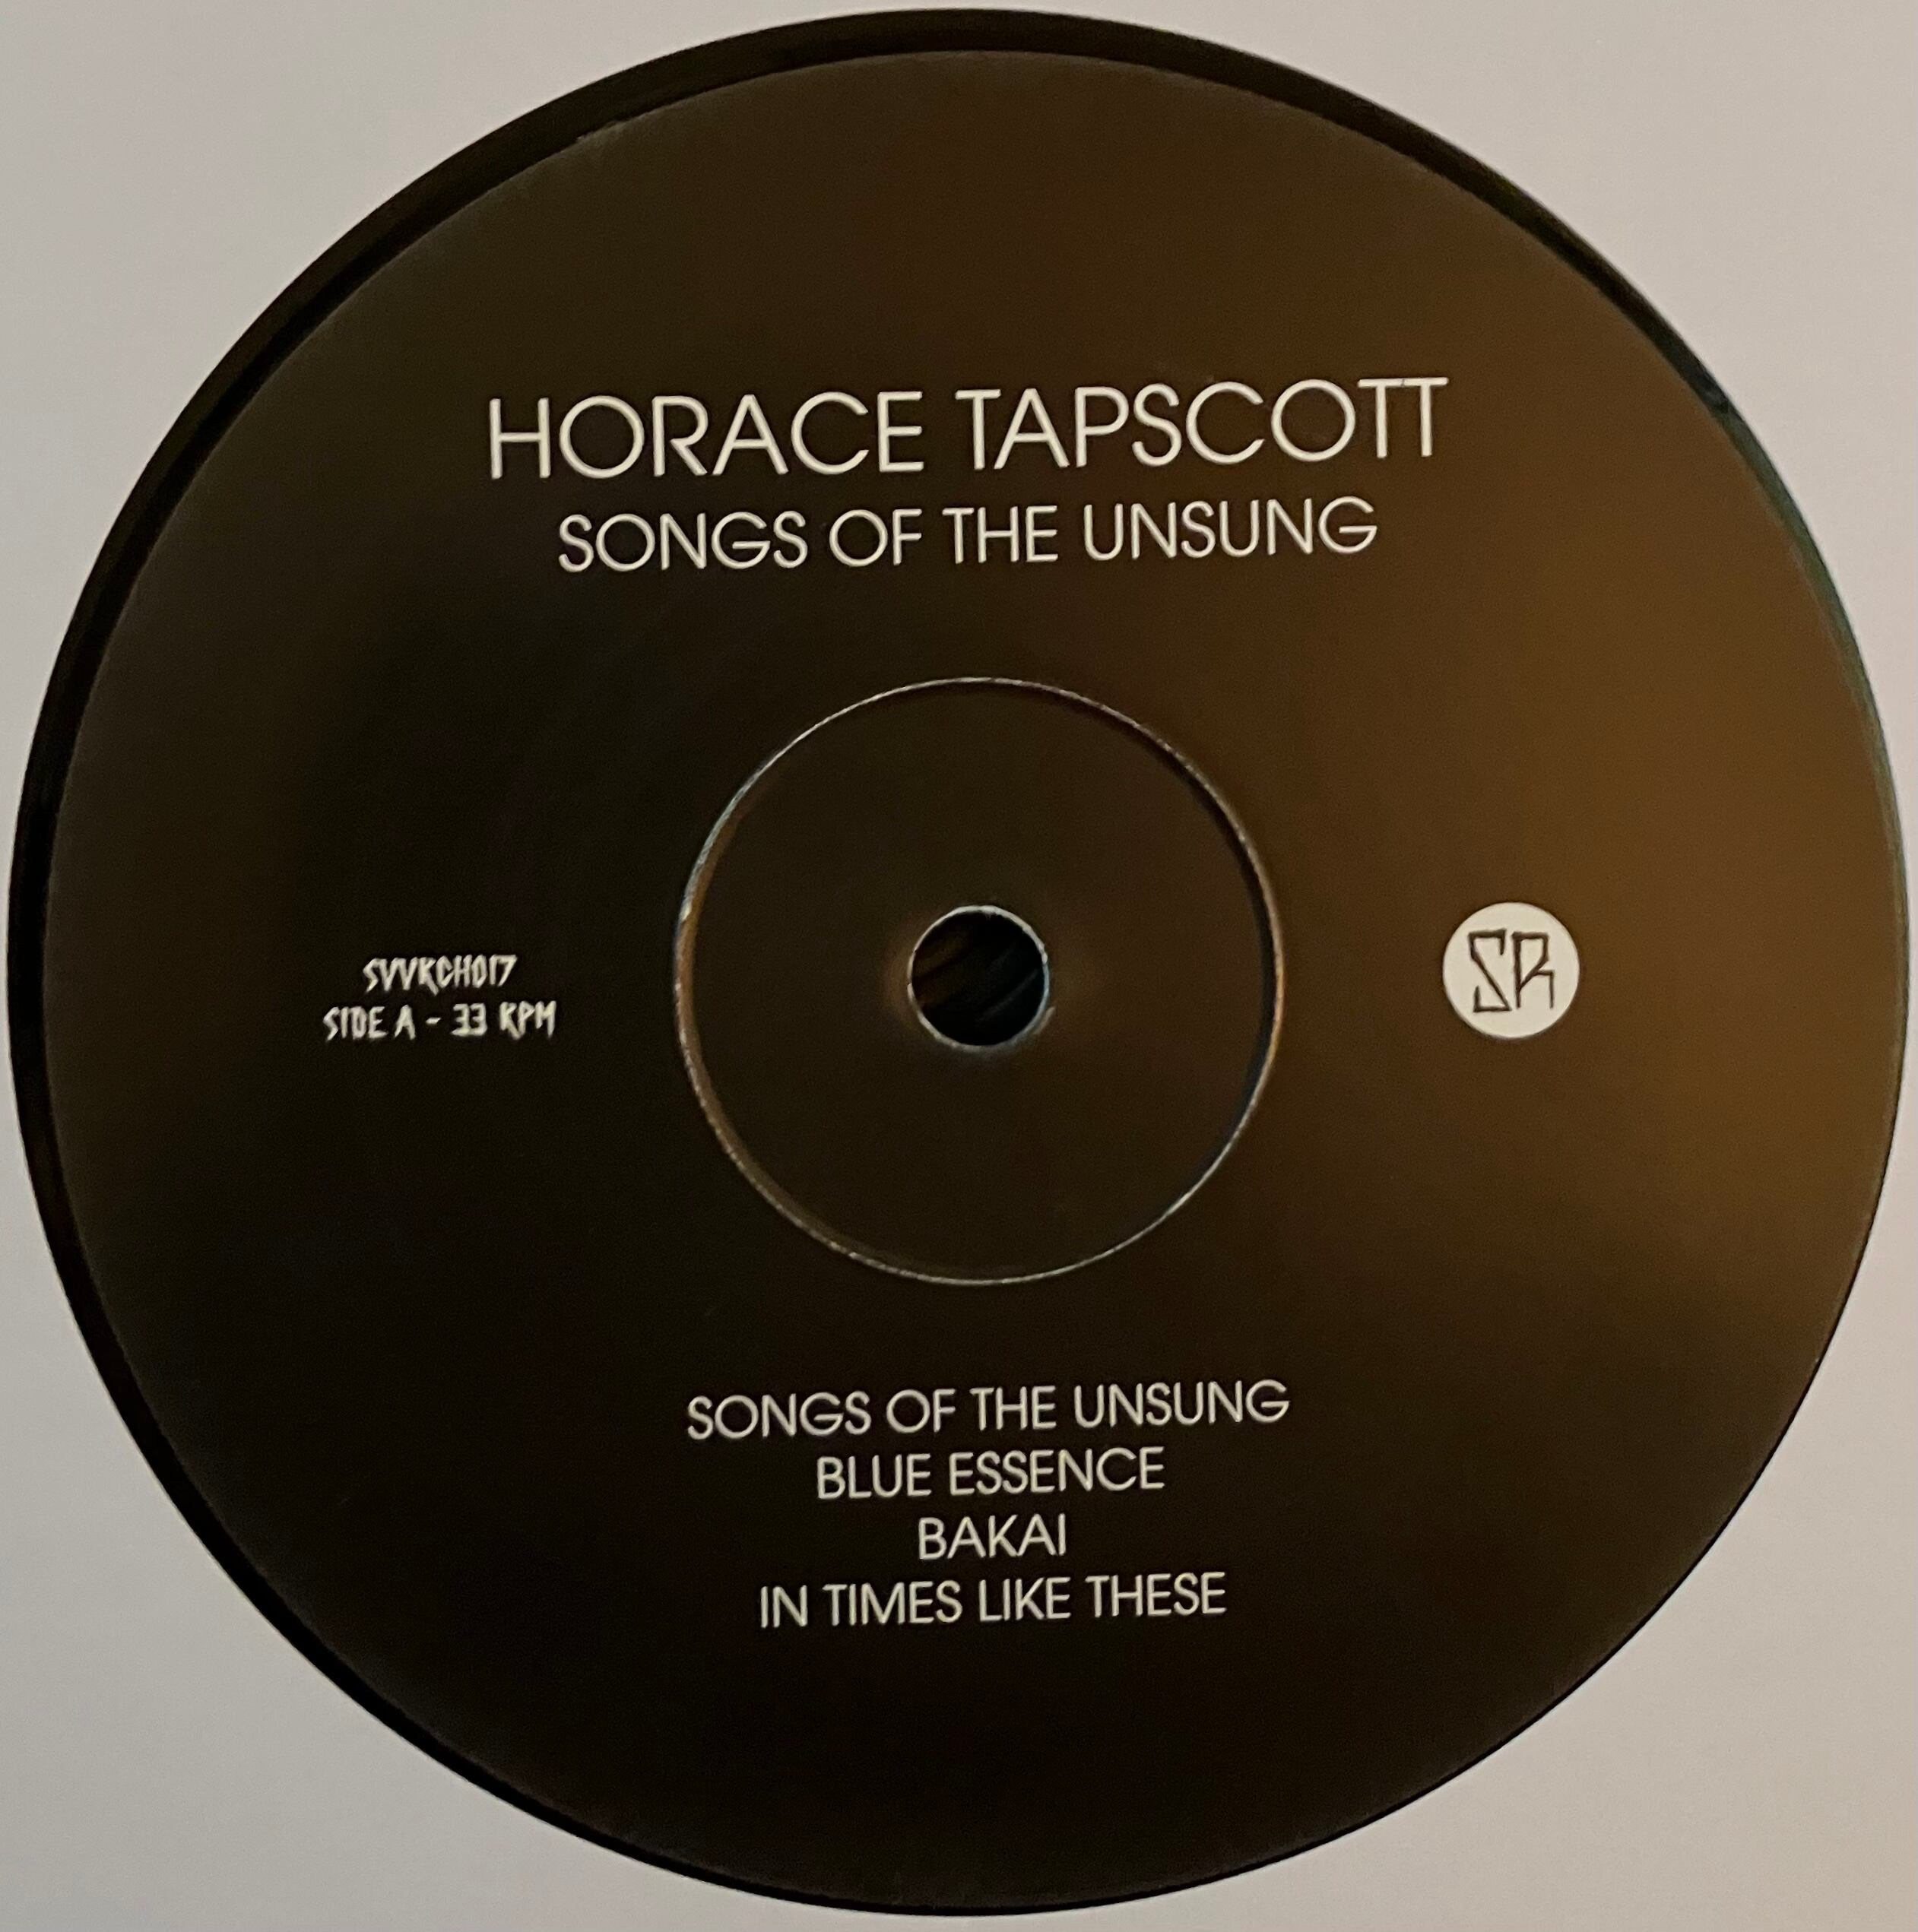 HORACE TAPSCOTT
SONGS OF THE UNSUNG
SVVRCH017
SIDE A - 33 RPM
SR
SONGS OF THE UNSUNG
BLUE ESSENCE
BAKAI
IN TIMES LIKE THESE